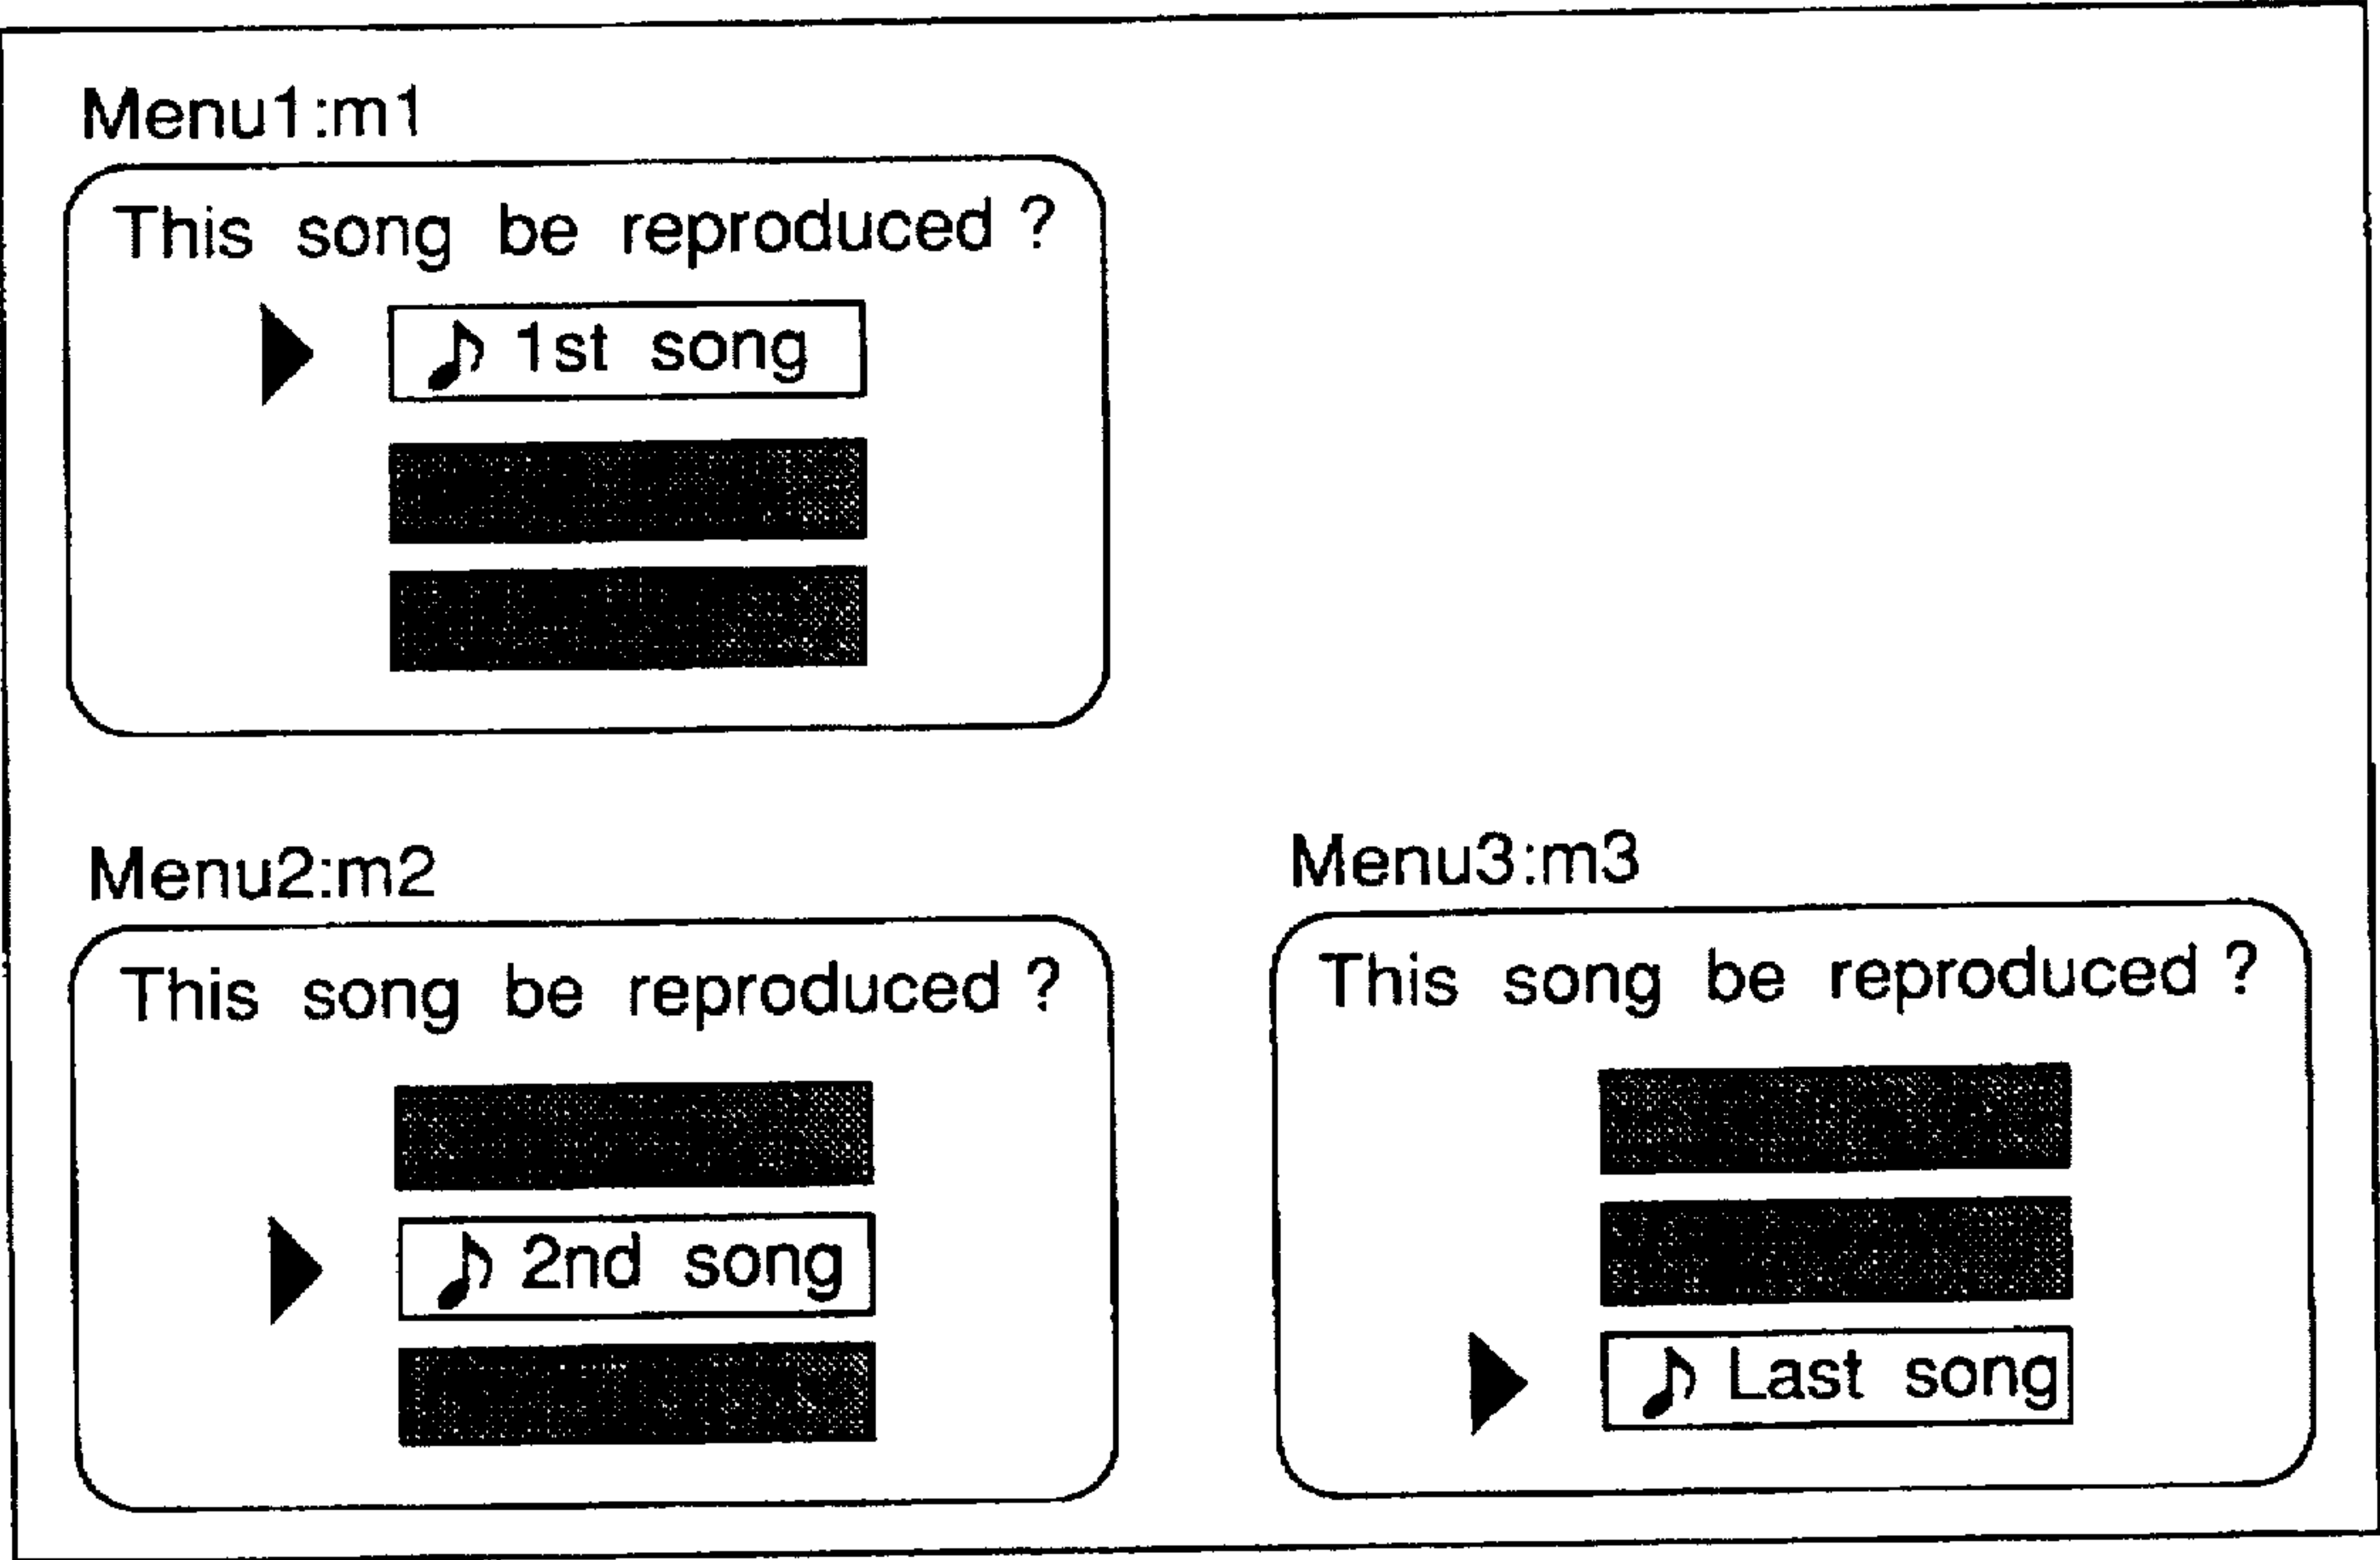 Menu1:m1
This song be reproduced ?
♪ 1st song
Menu2:m2
This song be reproduced ?
♪ 2nd song
Menu3:m3
This song be reproduced ?
♪ Last song